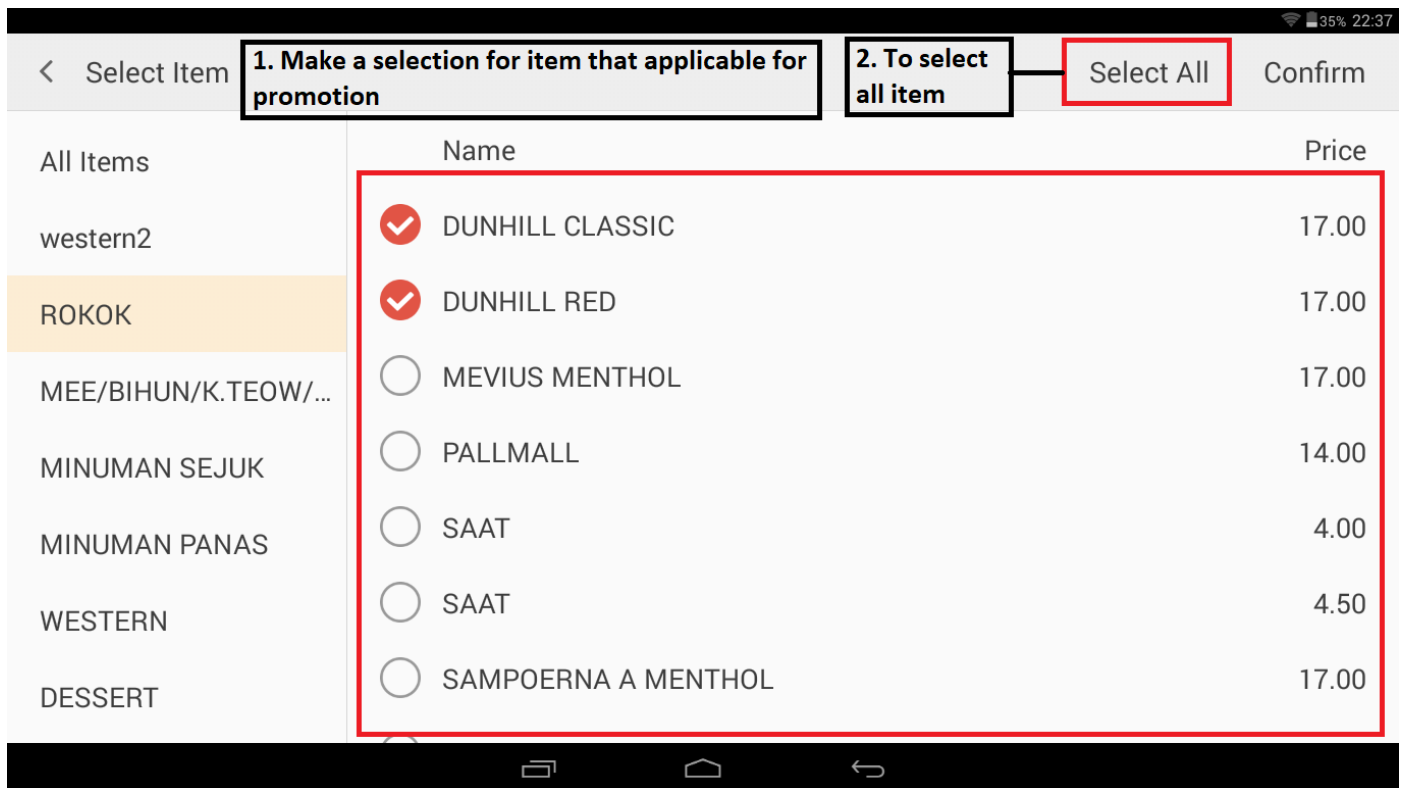 35% 22:37
Select Item
1. Make a selection for item that applicable for
promotion
2. To select
all item
Select All
Confirm
All Items
western2
ROKOK
MEE/BIHUN/K.TEOW/...
MINUMAN SEJUK
MINUMAN PANAS
WESTERN
DESSERT
Name Price
DUNHILL CLASSIC 17.00
DUNHILL RED 17.00
MEVIUS MENTHOL 17.00
PALLMALL 14.00
SAAT 4.00
SAAT 4.50
SAMPOERNA A MENTHOL 17.00